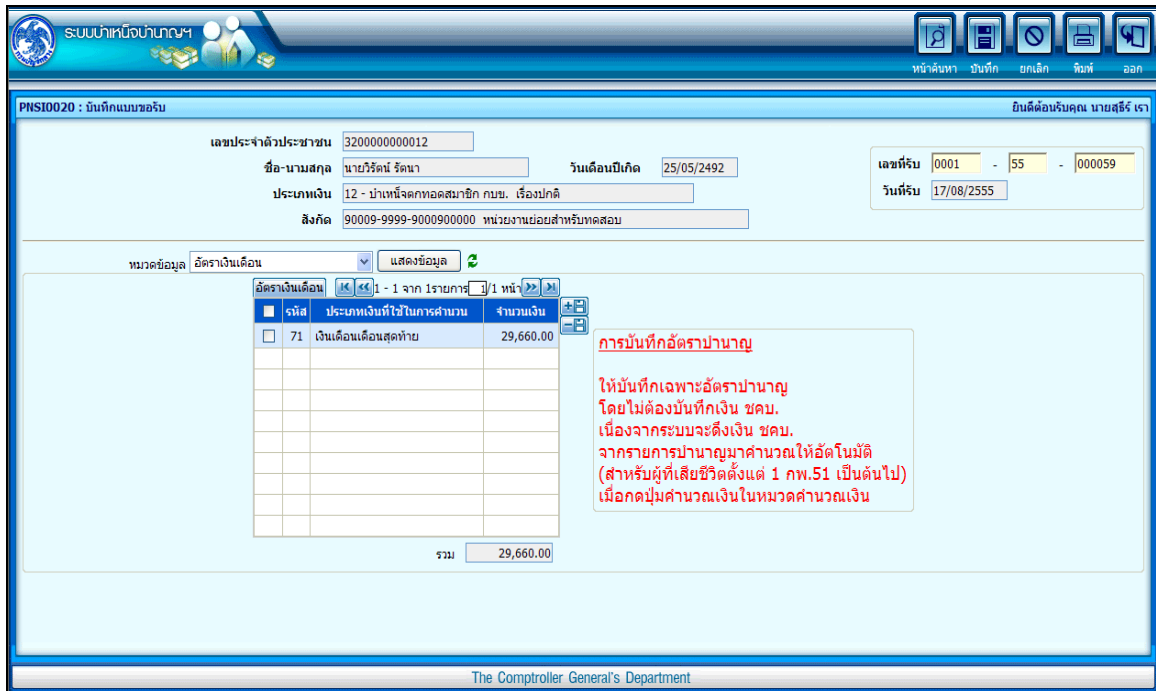 ระบบบำเหน็จบำนาญฯ
หน้าค้นหา บันทึก ยกเลิก พิมพ์ ออก
PNSI0020 : บันทึกแบบขอรับ ยินดีต้อนรับคุณ นายสุธีร์ เรา
เลขประจำตัวประชาชน 3200000000012
ชื่อ-นามสกุล นายวิรัตน์ รัตนา วันเดือนปีเกิด 25/05/2492 เลขที่รับ 0001 - 55 - 000059
ประเภทเงิน 12 - บำเหน็จตกทอดสมาชิก กบข. เรื่องปกติ วันที่รับ 17/08/2555
สังกัด 90009-9999-9000900000 หน่วยงานย่อยสำหรับทดสอบ
หมวดข้อมูล อัตราเงินเดือน แสดงข้อมูล
อัตราเงินเดือน 1 - 1 จาก 1รายการ 1/1 หน้า
รหัส ประเภทเงินที่ใช้ในการคำนวน จำนวนเงิน
71 เงินเดือนเดือนสุดท้าย 29,660.00
การบันทึกอัตราบำนาญ
ให้บันทึกเฉพาะอัตราบำนาญ
โดยไม่ต้องบันทึกเงิน ชคบ.
เนื่องจากระบบจะดึงเงิน ชคบ.
จากรายการบำนาญมาคำนวณให้อัตโนมัติ
(สำหรับผู้ที่เสียชีวิตตั้งแต่ 1 กพ.51 เป็นต้นไป)
เมื่อกดปุ่มคำนวณเงินในหมวดคำนวณเงิน
รวม 29,660.00
The Comptroller General's Department